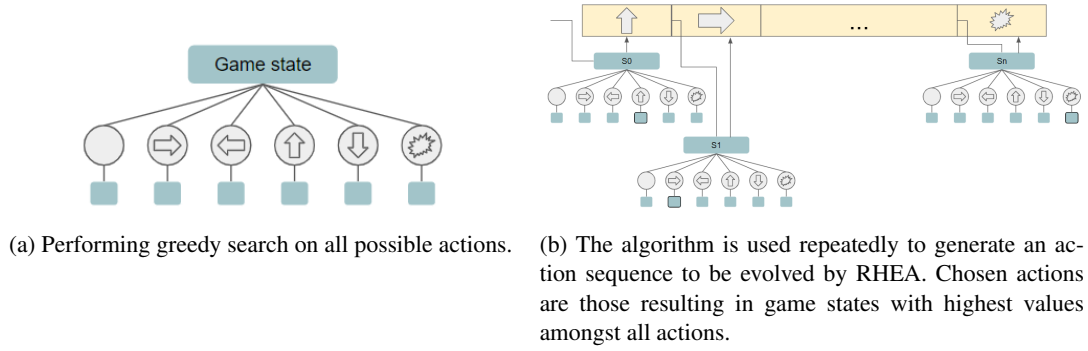 Game state
(a) Performing greedy search on all possible actions.
...
S0
Sn
S1
(b) The algorithm is used repeatedly to generate an ac-
tion sequence to be evolved by RHEA. Chosen actions
are those resulting in game states with highest values
amongst all actions.